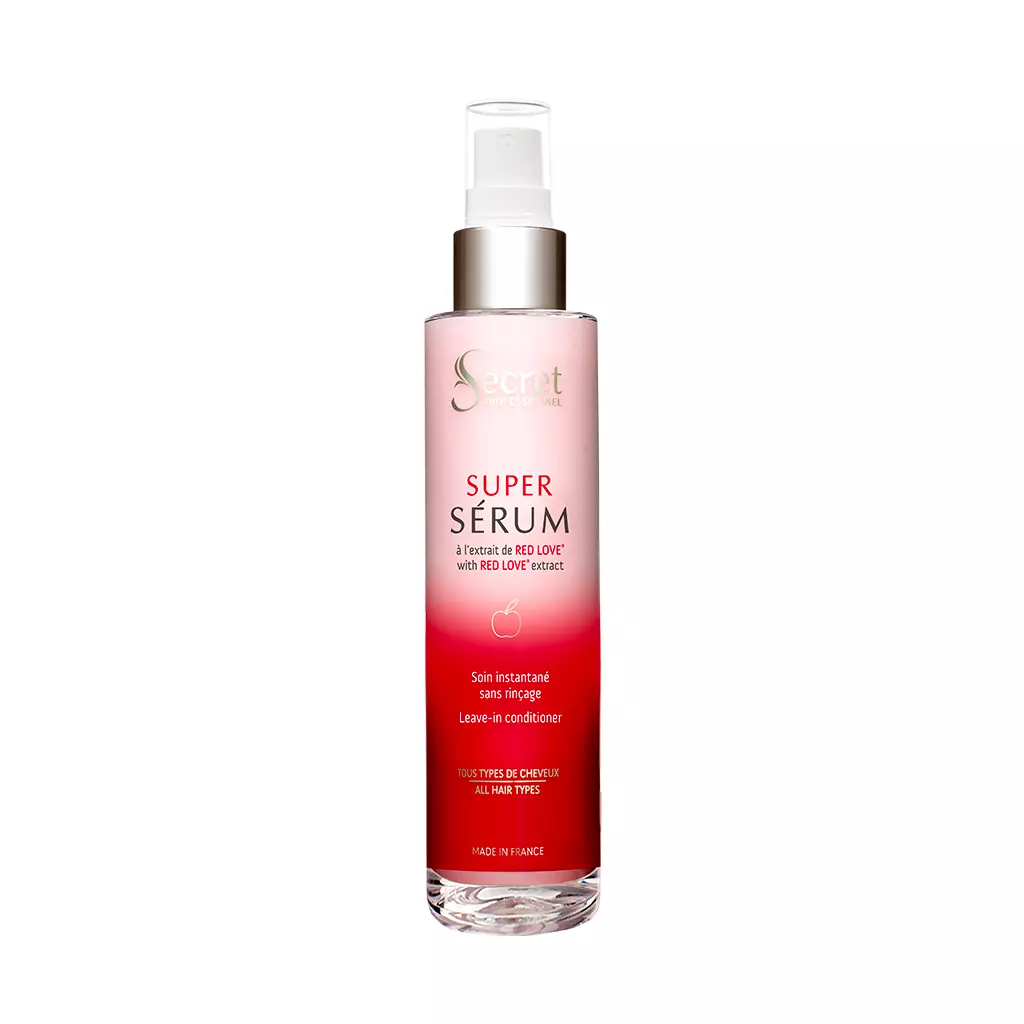 Secret
PROFESSIONNEL
SUPER
SÉRUM
à l'extrait de RED LOVE*
with RED LOVE* extract
Soin instantané
sans rinçage
Leave-in conditioner
TOUS TYPES DE CHEVEUX
ALL HAIR TYPES
MADE IN FRANCE